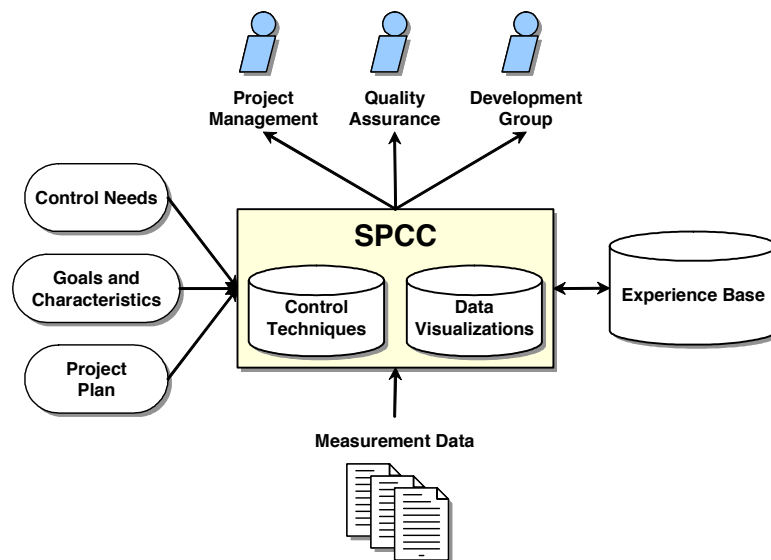 Project
Management
Quality
Assurance
Development
Group
Control Needs
Goals and
Characteristics
Project
Plan
SPCC
Control
Techniques
Data
Visualizations
Experience Base
Measurement Data